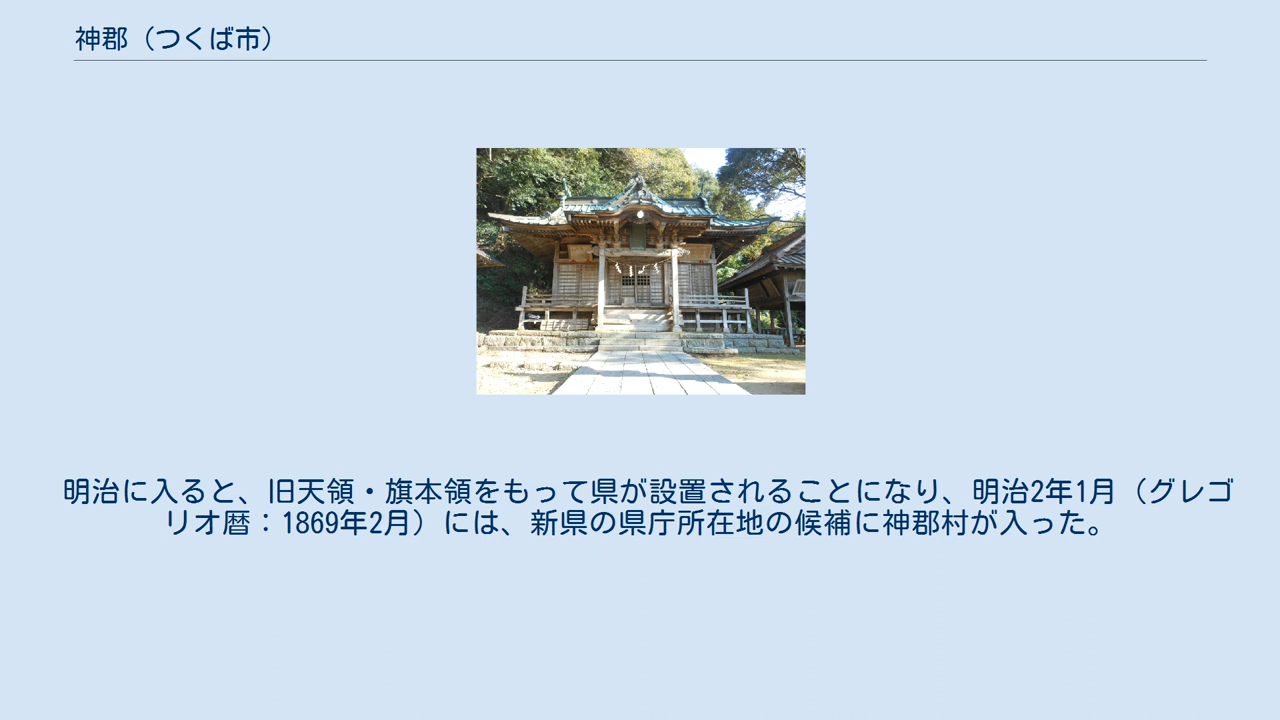 神郡（つくば市）
明治に入ると、旧天領・旗本領をもって県が設置されることになり、明治2年1月（グレゴ
リオ暦：1869年2月）には、新県の県庁所在地の候補に神郡村が入った。